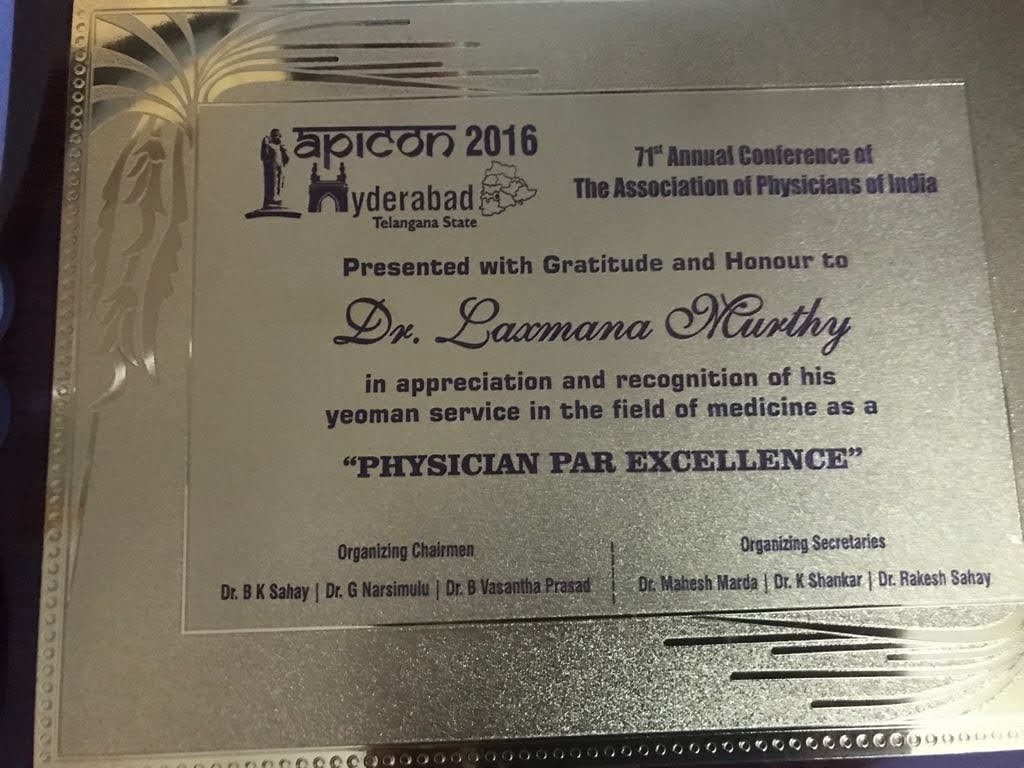 apicon 2016
Hyderabad
Telangana State
71st Annual Conference of
The Association of Physicians of India
Presented with Gratitude and Honour to
Dr. Laxmana Murthy
in appreciation and recognition of his
yeoman service in the field of medicine as a
“PHYSICIAN PAR EXCELLENCE”
Organizing Chairmen
Dr. B K Sahay | Dr. G Narsimulu | Dr. B Vasantha Prasad
Organizing Secretaries
Dr. Mahesh Marda | Dr. K Shankar | Dr. Rakesh Sahay